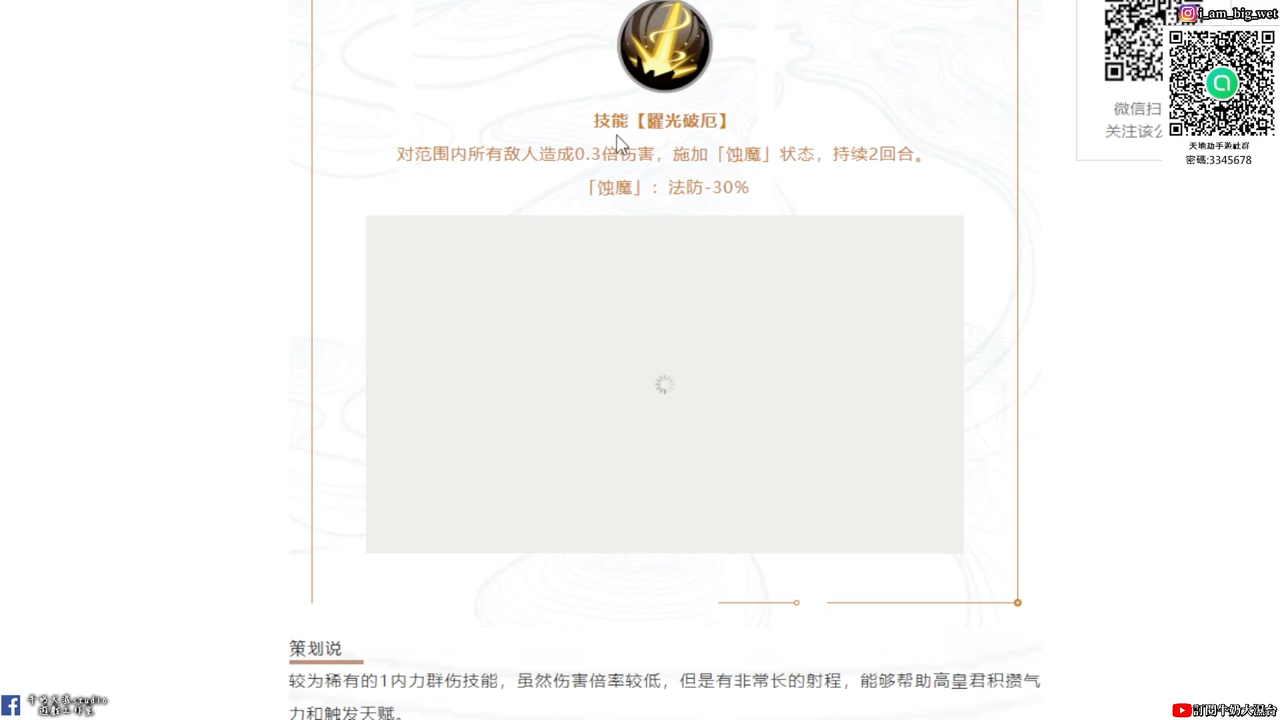 i_am_big_vet
技能【曜光破厄】
对范围内所有敌人造成0.3倍伤害，施加「蚀魔」状态，持续2回合。
「蚀魔」：法防-30%
微信扫
关注该公
天地劫手游社群
密碼:3345678
策划说
较为稀有的1内力群伤技能，虽然伤害倍率较低，但是有非常长的射程，能够帮助高皇君积攒气
力和触发天赋。